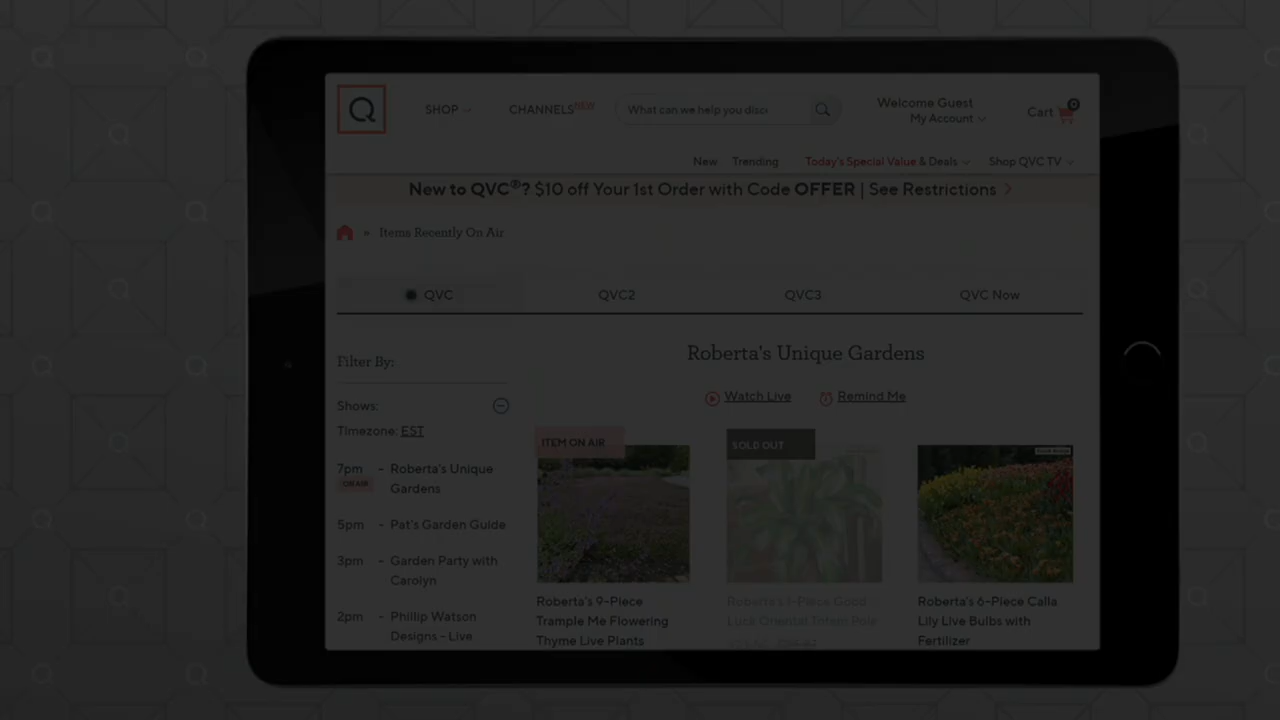 Q
SHOP
CHANNELS NEW
What can we help you disco
Welcome Guest
My Account
Cart
0
New
Trending
Today's Special Value & Deals
Shop QVC TV
New to QVC®? $10 off Your 1st Order with Code OFFER | See Restrictions
» Items Recently On Air
QVC
QVC2
QVC3
QVC Now
Filter By:
Shows:
Timezone: EST
7pm - Roberta's Unique
ON AIR
Gardens
5pm - Pat's Garden Guide
3pm - Garden Party with
Carolyn
2pm - Phillip Watson
Designs - Live
Roberta's Unique Gardens
Watch Live
Remind Me
ITEM ON AIR
Roberta's 9-Piece
Trample Me Flowering
Thyme Live Plants
SOLD OUT
Roberta's 1-Piece Good
Luck Oriental Totem Pole
Roberta's 6-Piece Calla
Lily Live Bulbs with
Fertilizer